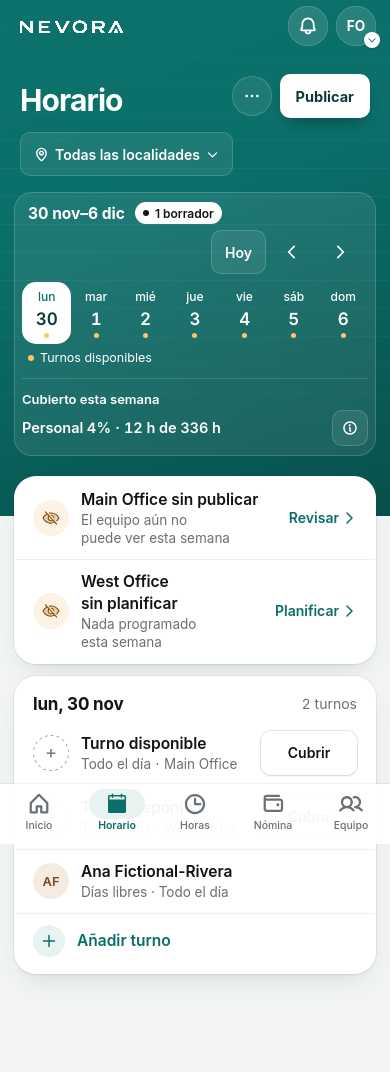 NEVORA
FO
Horario
Publicar
Todas las localidades
30 nov–6 dic
1 borrador
Hoy
lun mar mié jue vie sáb dom
30 1 2 3 4 5 6
Turnos disponibles
Cubierto esta semana
Personal 4% · 12 h de 336 h
Main Office sin publicar
El equipo aún no
puede ver esta semana
Revisar
West Office
sin planificar
Nada programado
esta semana
Planificar
lun, 30 nov
2 turnos
Turno disponible
Todo el día · Main Office
Cubrir
Inicio Horario Horas Nómina Equipo
AF
Ana Fictional-Rivera
Días libres · Todo el día
Añadir turno